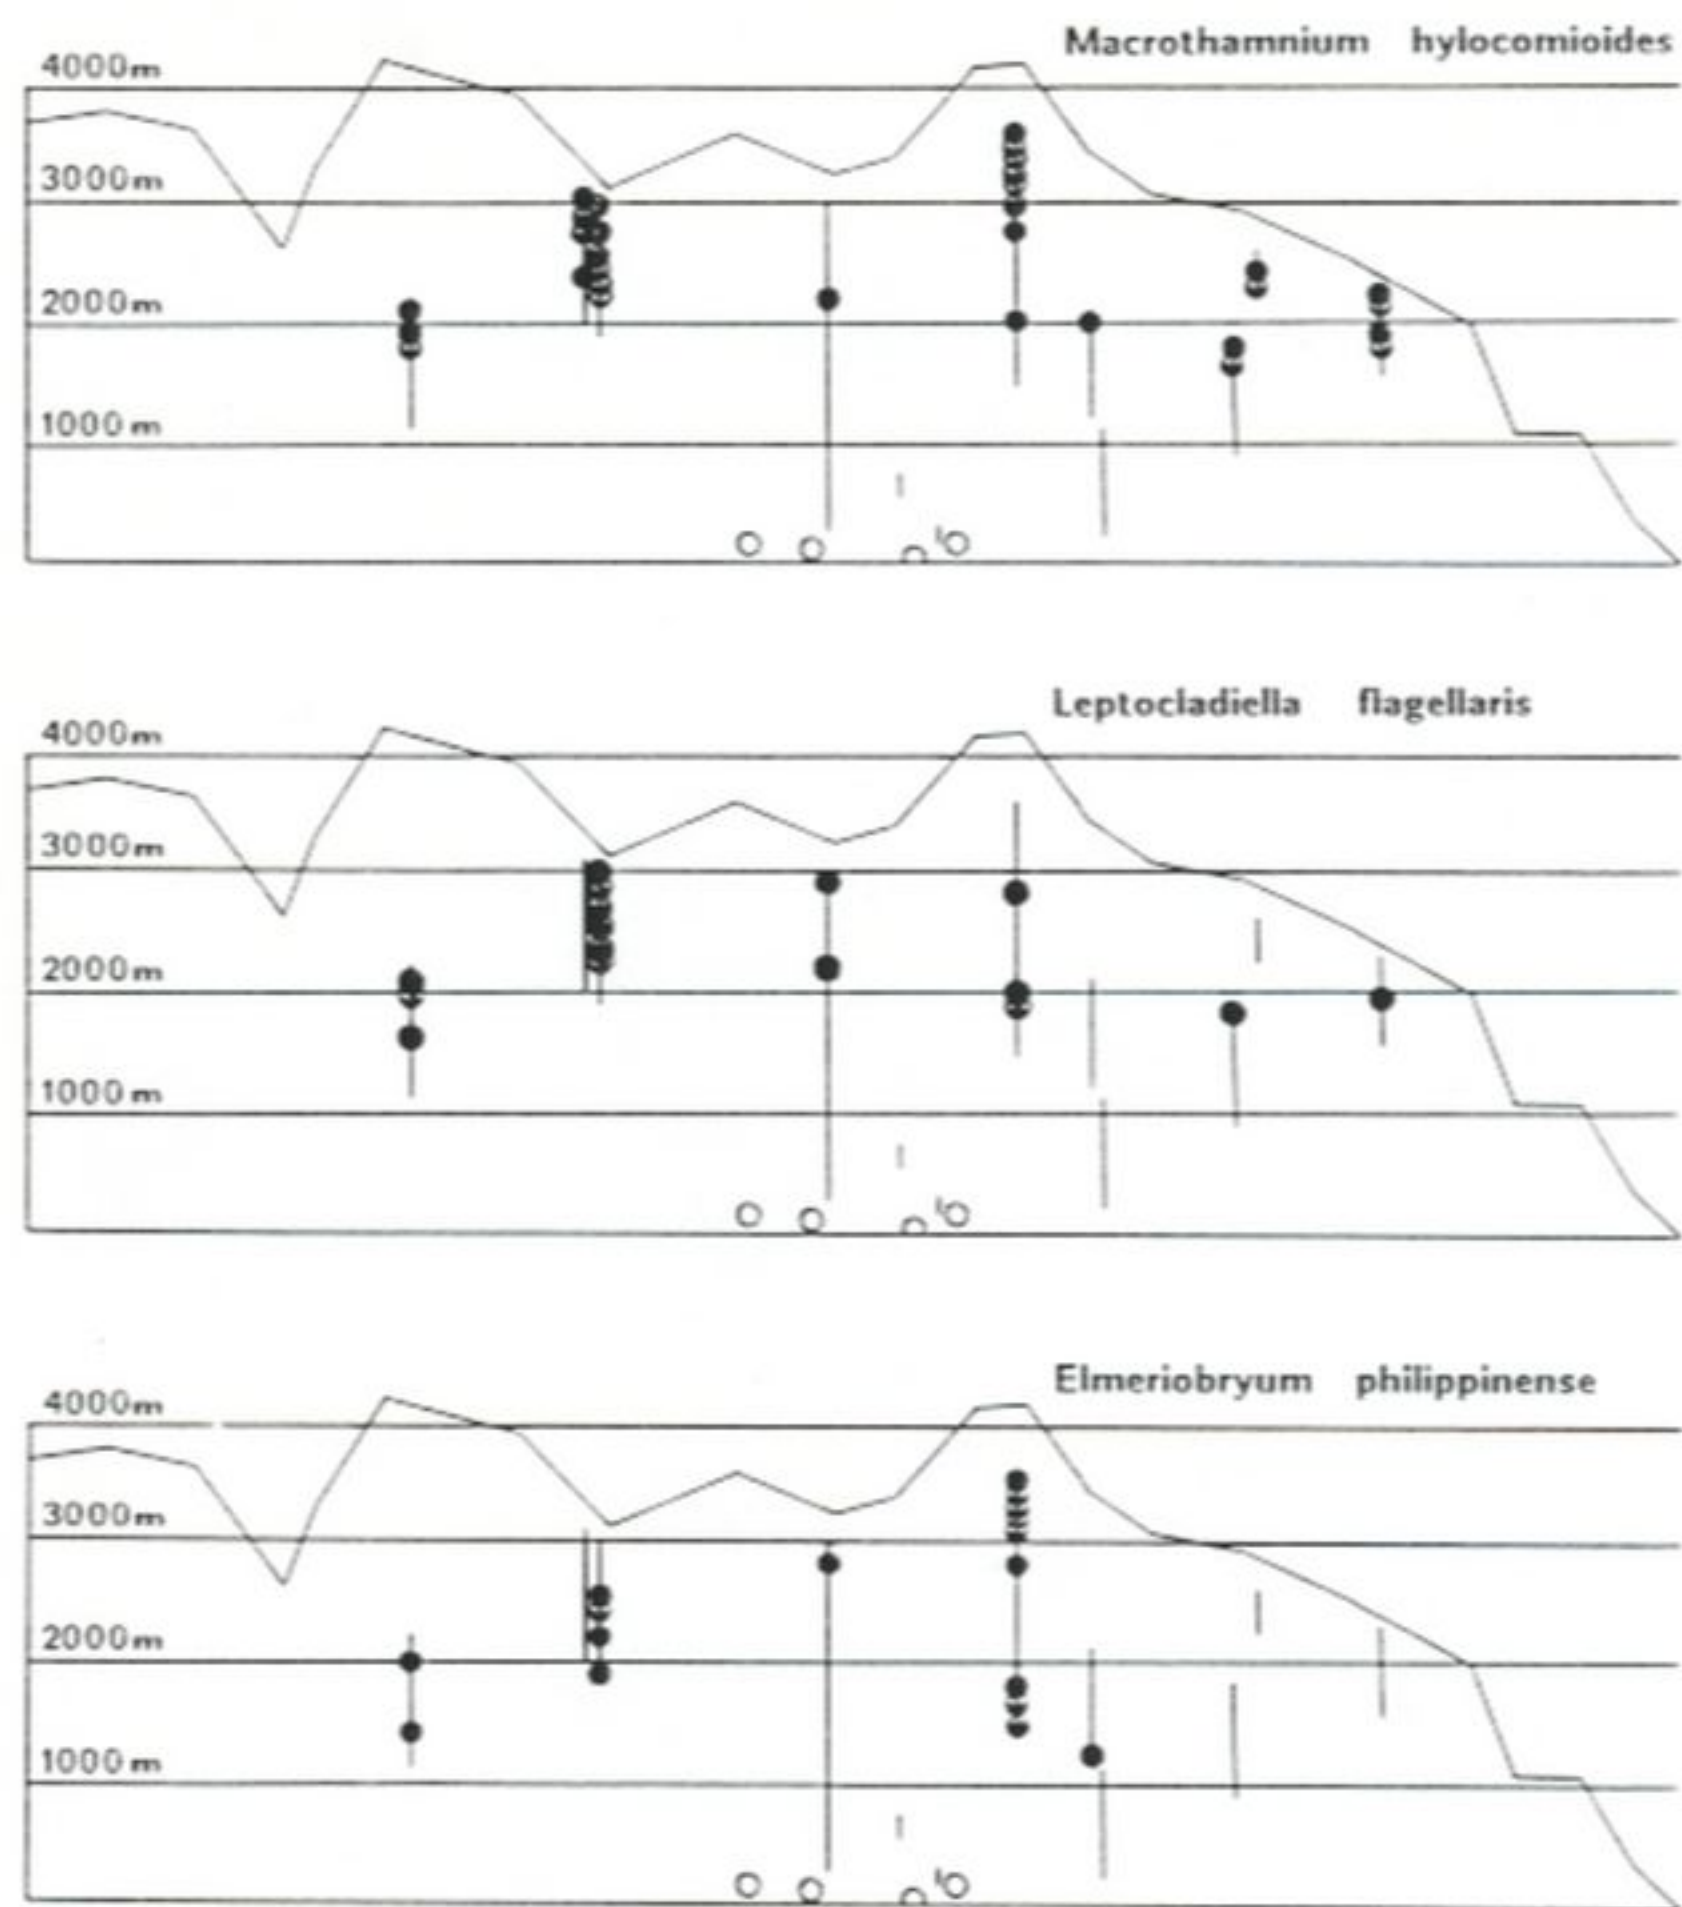 Macrothamnium hylocomioides
4000m
3000m
2000m
1000m
Leptocladiella flagellaris
4000m
3000m
2000m
1000m
Elmeriobryum philippinense
4000m
3000m
2000m
1000m